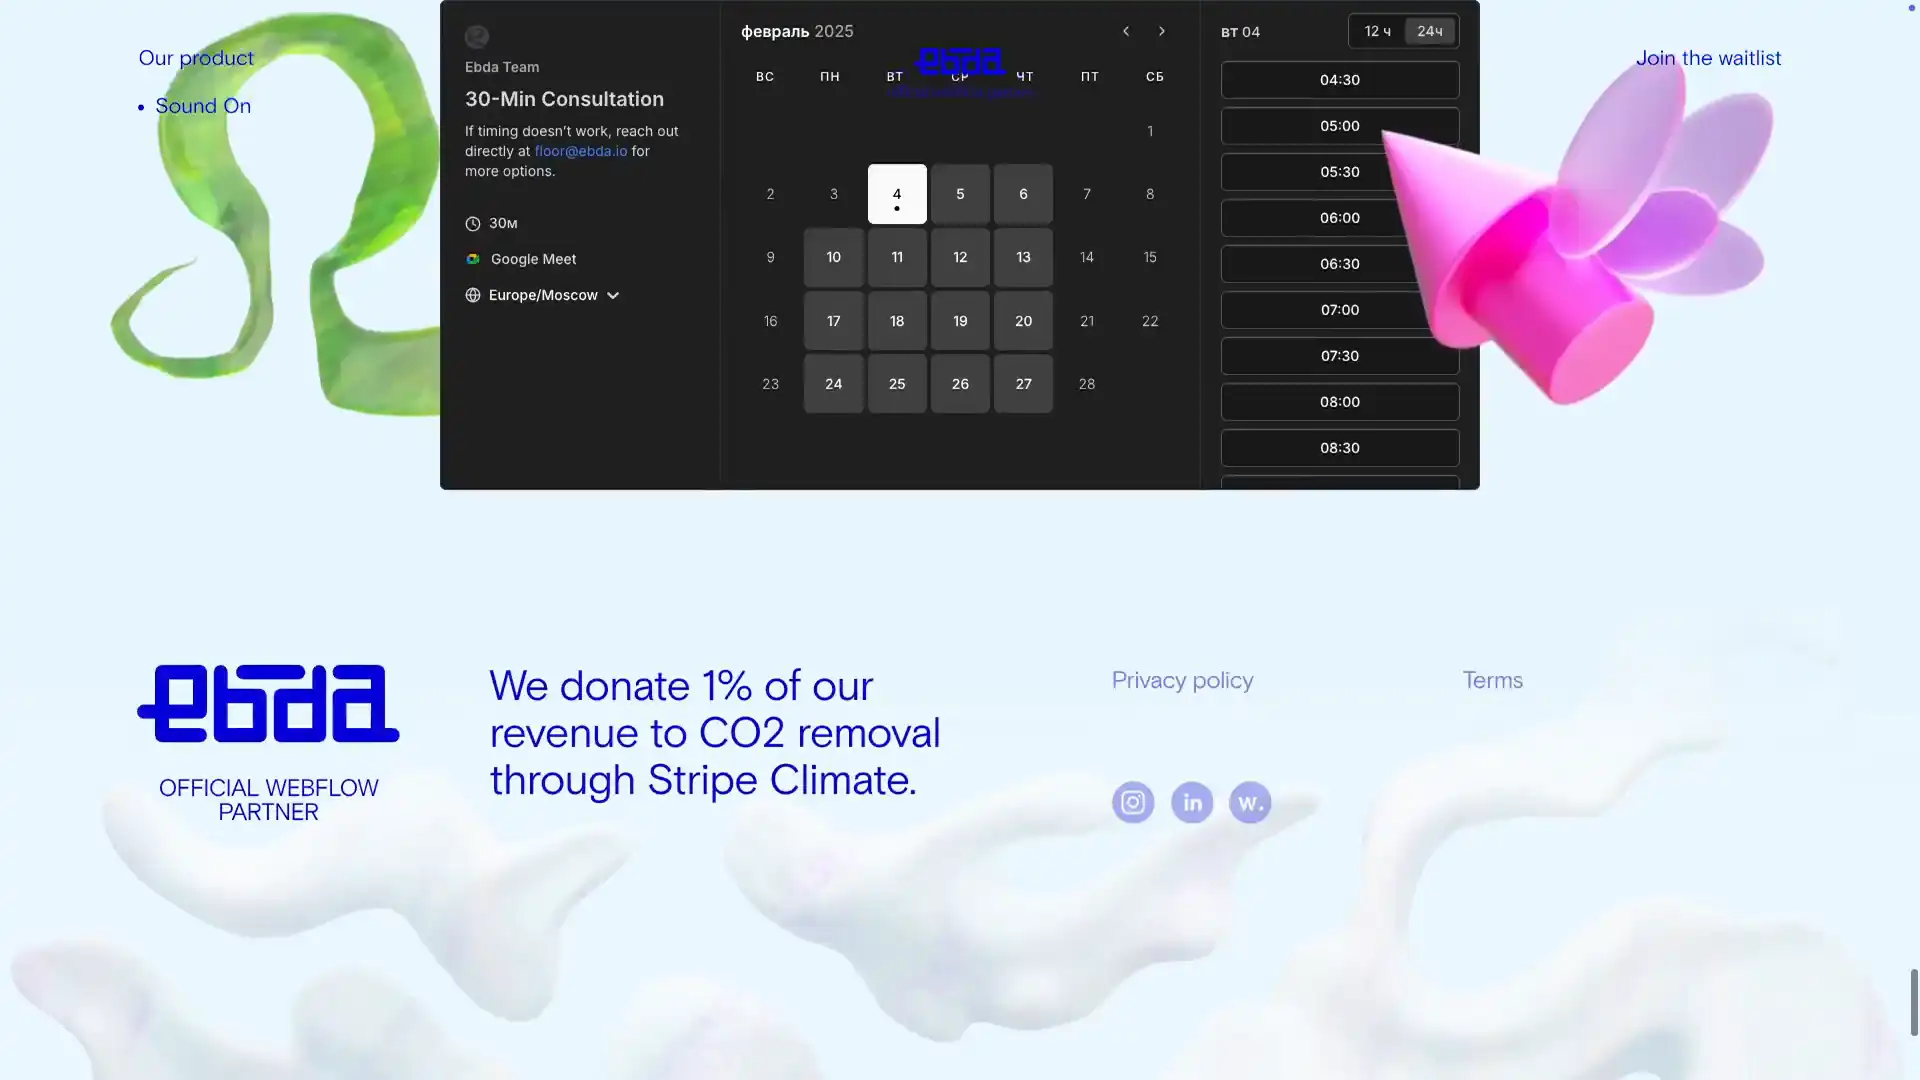 Our product
Sound On
ebda
Join the waitlist
Ebda Team
30-Min Consultation
If timing doesn’t work, reach out
directly at floor@ebda.io for
more options.
30м
Google Meet
Europe/Moscow
февраль 2025
ВС ПН ВТ СР ЧТ ПТ СБ
1
2 3 4 5 6 7 8
9 10 11 12 13 14 15
16 17 18 19 20 21 22
23 24 25 26 27 28
вт 04
12 ч 24ч
04:30
05:00
05:30
06:00
06:30
07:00
07:30
08:00
08:30
ebda
OFFICIAL WEBFLOW
PARTNER
We donate 1% of our
revenue to CO2 removal
through Stripe Climate.
Privacy policy
Terms
in
W.